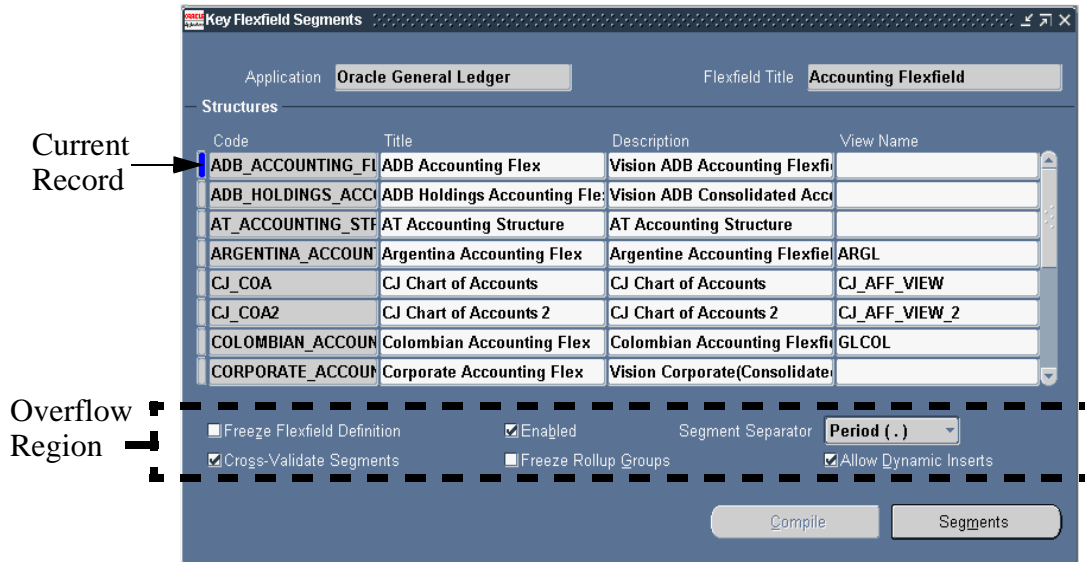 Key Flexfield Segments
Application Oracle General Ledger Flexfield Title Accounting Flexfield
Structures
Code Title Description View Name
Current
Record
ADB_ACCOUNTING_FL ADB Accounting Flex Vision ADB Accounting Flexfi
ADB_HOLDINGS_ACC ADB Holdings Accounting Fle Vision ADB Consolidated Acc
AT_ACCOUNTING_STR AT Accounting Structure AT Accounting Structure
ARGENTINA_ACCOUN Argentina Accounting Flex Argentine Accounting Flexfiel ARGL
CJ_COA CJ Chart of Accounts CJ Chart of Accounts CJ_AFF_VIEW
CJ_COA2 CJ Chart of Accounts 2 CJ Chart of Accounts 2 CJ_AFF_VIEW_2
COLOMBIAN_ACCOUN Colombian Accounting Flex Colombian Accounting Flexfi GLCOL
CORPORATE_ACCOUN Corporate Accounting Flex Vision Corporate(Consolidate
Overflow
Region
Freeze Flexfield Definition Enabled Segment Separator Period ( . )
Cross-Validate Segments Freeze Rollup Groups Allow Dynamic Inserts
Compile Segments